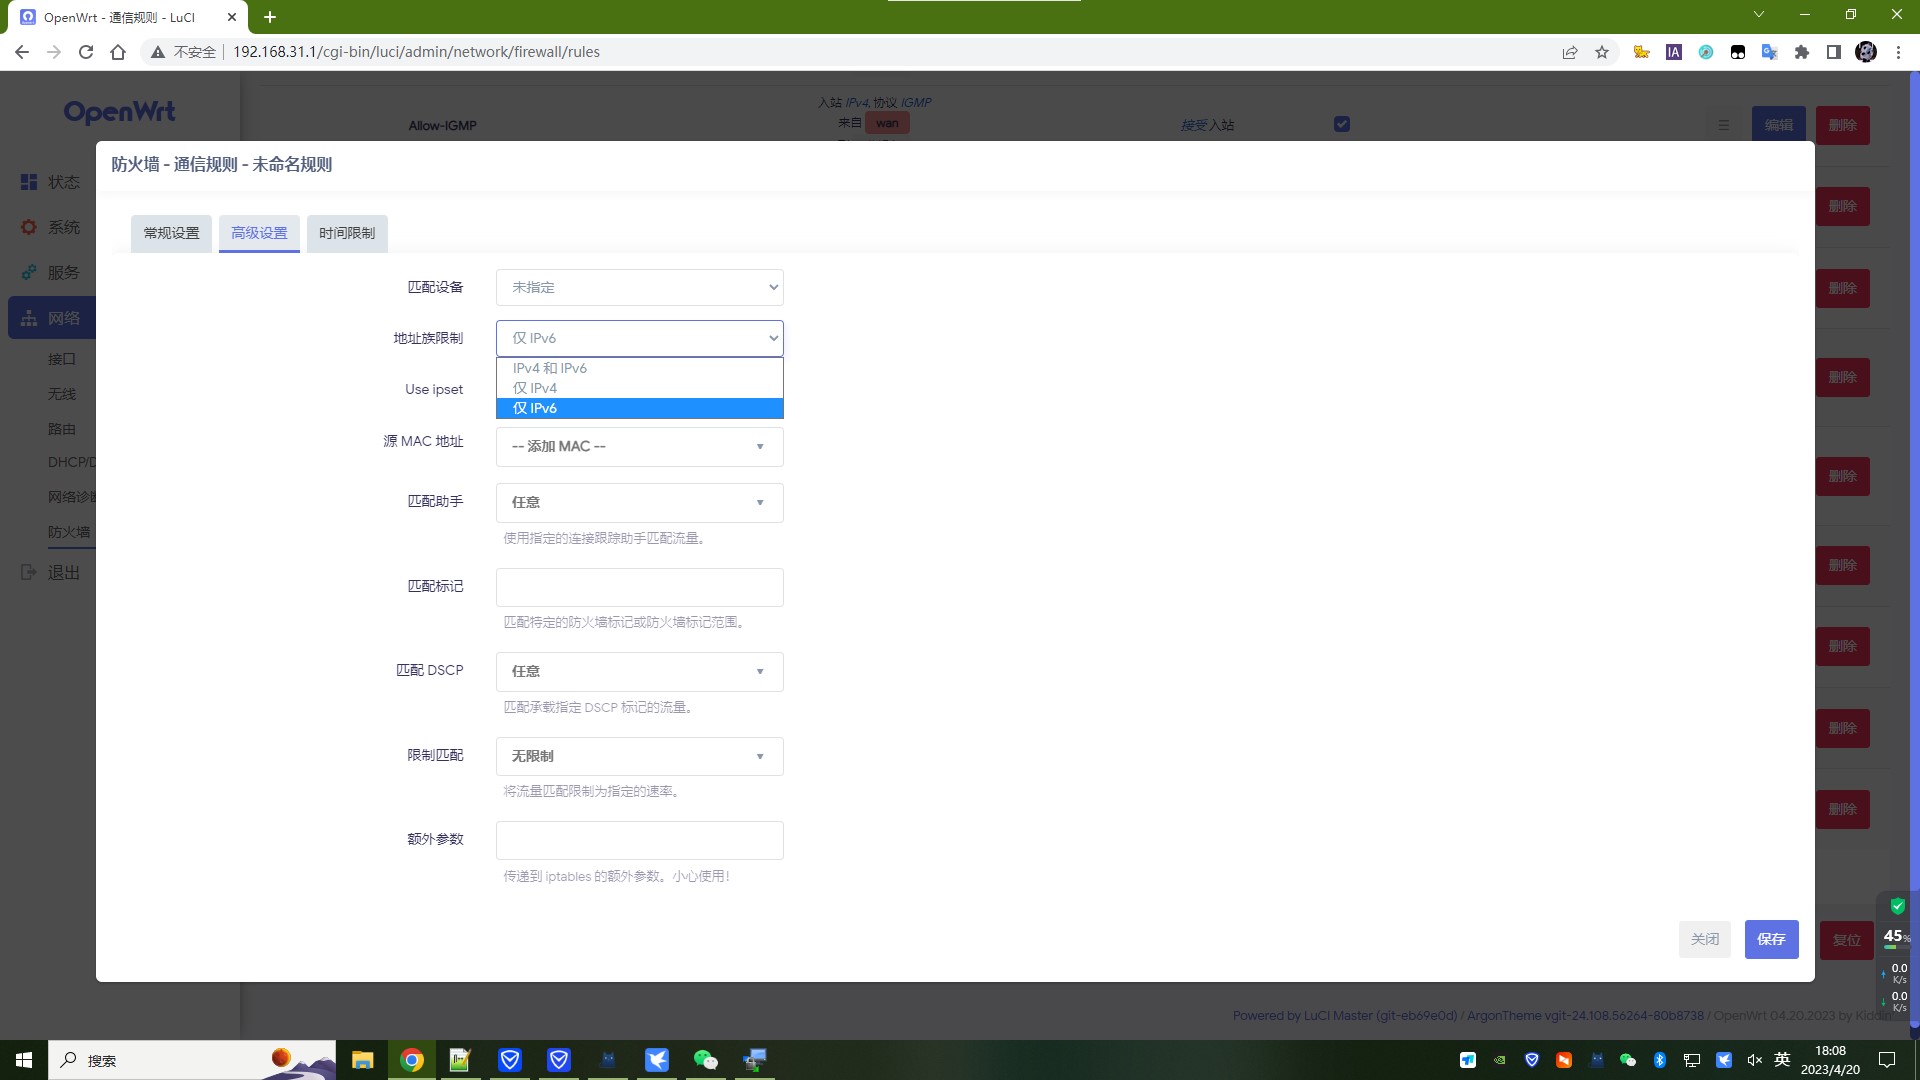 OpenWrt - 通信规则 - LuCI
不安全
192.168.31.1/cgi-bin/luci/admin/network/firewall/rules
IA
OpenWrt
入站 IPv4, 协议 IGMP
Allow-IGMP
来自 wan
接受入站
编辑
删除
防火墙 - 通信规则 - 未命名规则
状态
系统
服务
网络
接口
无线
路由
DHCP/D
网络诊断
防火墙
退出
常规设置
高级设置
时间限制
匹配设备
未指定
地址族限制
仅 IPv6
IPv4 和 IPv6
仅 IPv4
仅 IPv6
Use ipset
源 MAC 地址
-- 添加 MAC --
匹配助手
任意
使用指定的连接跟踪助手匹配流量。
匹配标记
匹配特定的防火墙标记或防火墙标记范围。
匹配 DSCP
任意
匹配承载指定 DSCP 标记的流量。
限制匹配
无限制
将流量匹配限制为指定的速率。
额外参数
传递到 iptables 的额外参数。小心使用!
关闭
保存
删除
删除
删除
删除
删除
删除
删除
删除
复位
45%
0.0
K/s
0.0
K/s
Powered by LuCI Master (git-eb69e0d) / ArgonTheme vgit-24.108.56264-80b8738 / OpenWrt 04.20.2023 by Kiddin
搜索
英
18:08
2023/4/20